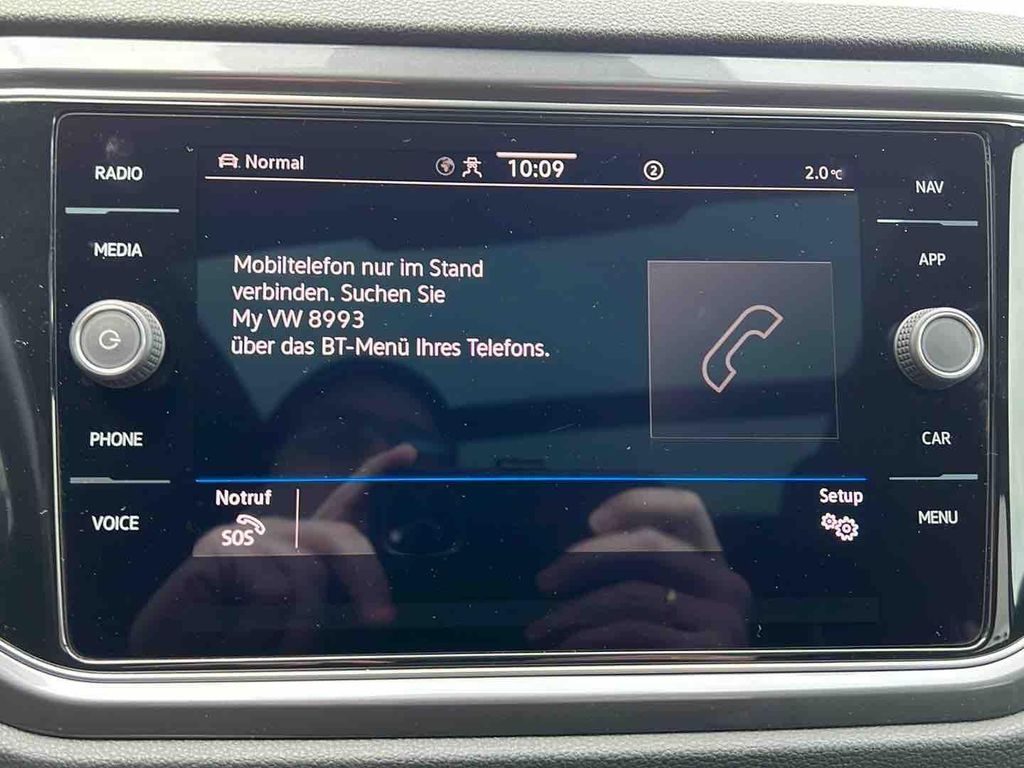 RADIO
MEDIA
PHONE
VOICE
Normal
10:09
2
2.0 °C
Mobiltelefon nur im Stand
verbinden. Suchen Sie
My VW 8993
über das BT-Menü Ihres Telefons.
Notruf
SOS
Setup
NAV
APP
CAR
MENU